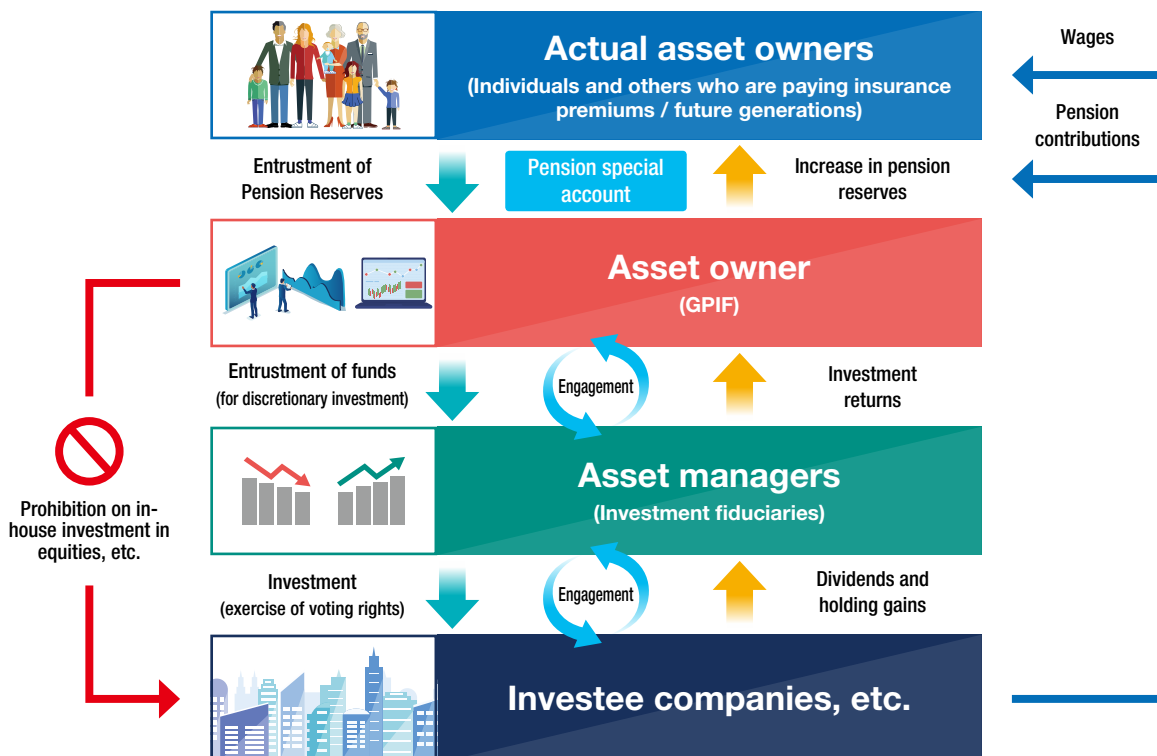 Actual asset owners
(Individuals and others who are paying insurance
premiums / future generations)
Wages
Pension
contributions
Entrustment of
Pension Reserves
Pension special
account
Increase in pension
reserves
Asset owner
(GPIF)
Entrustment of funds
(for discretionary investment)
Engagement
Investment
returns
Prohibition on in-
house investment in
equities, etc.
Asset managers
(Investment fiduciaries)
Investment
(exercise of voting rights)
Engagement
Dividends and
holding gains
Investee companies, etc.